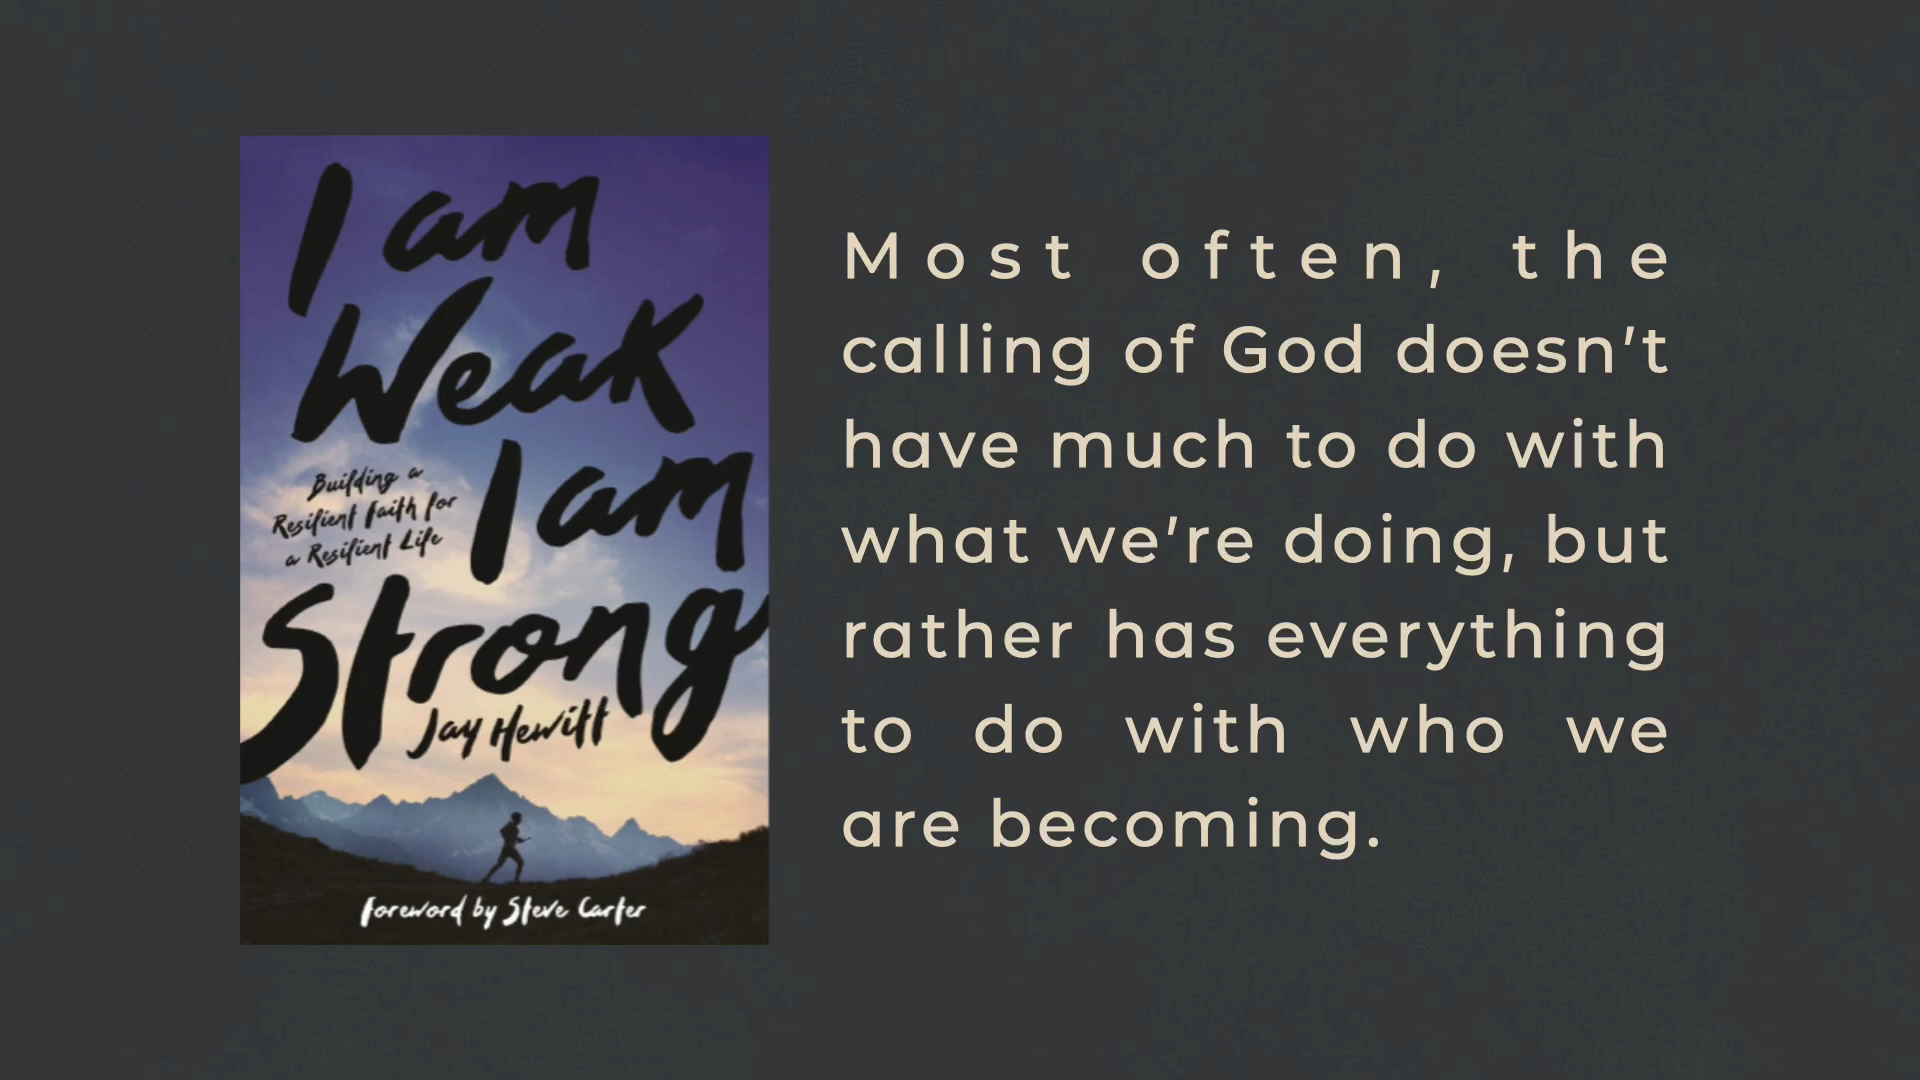 I am
Weak
I am
Strong
Building a
Resilient Faith for
a Resilient Life
Jay Hewitt
Foreword by Steve Carter
Most often, the
calling of God doesn’t
have much to do with
what we’re doing, but
rather has everything
to do with who we
are becoming.